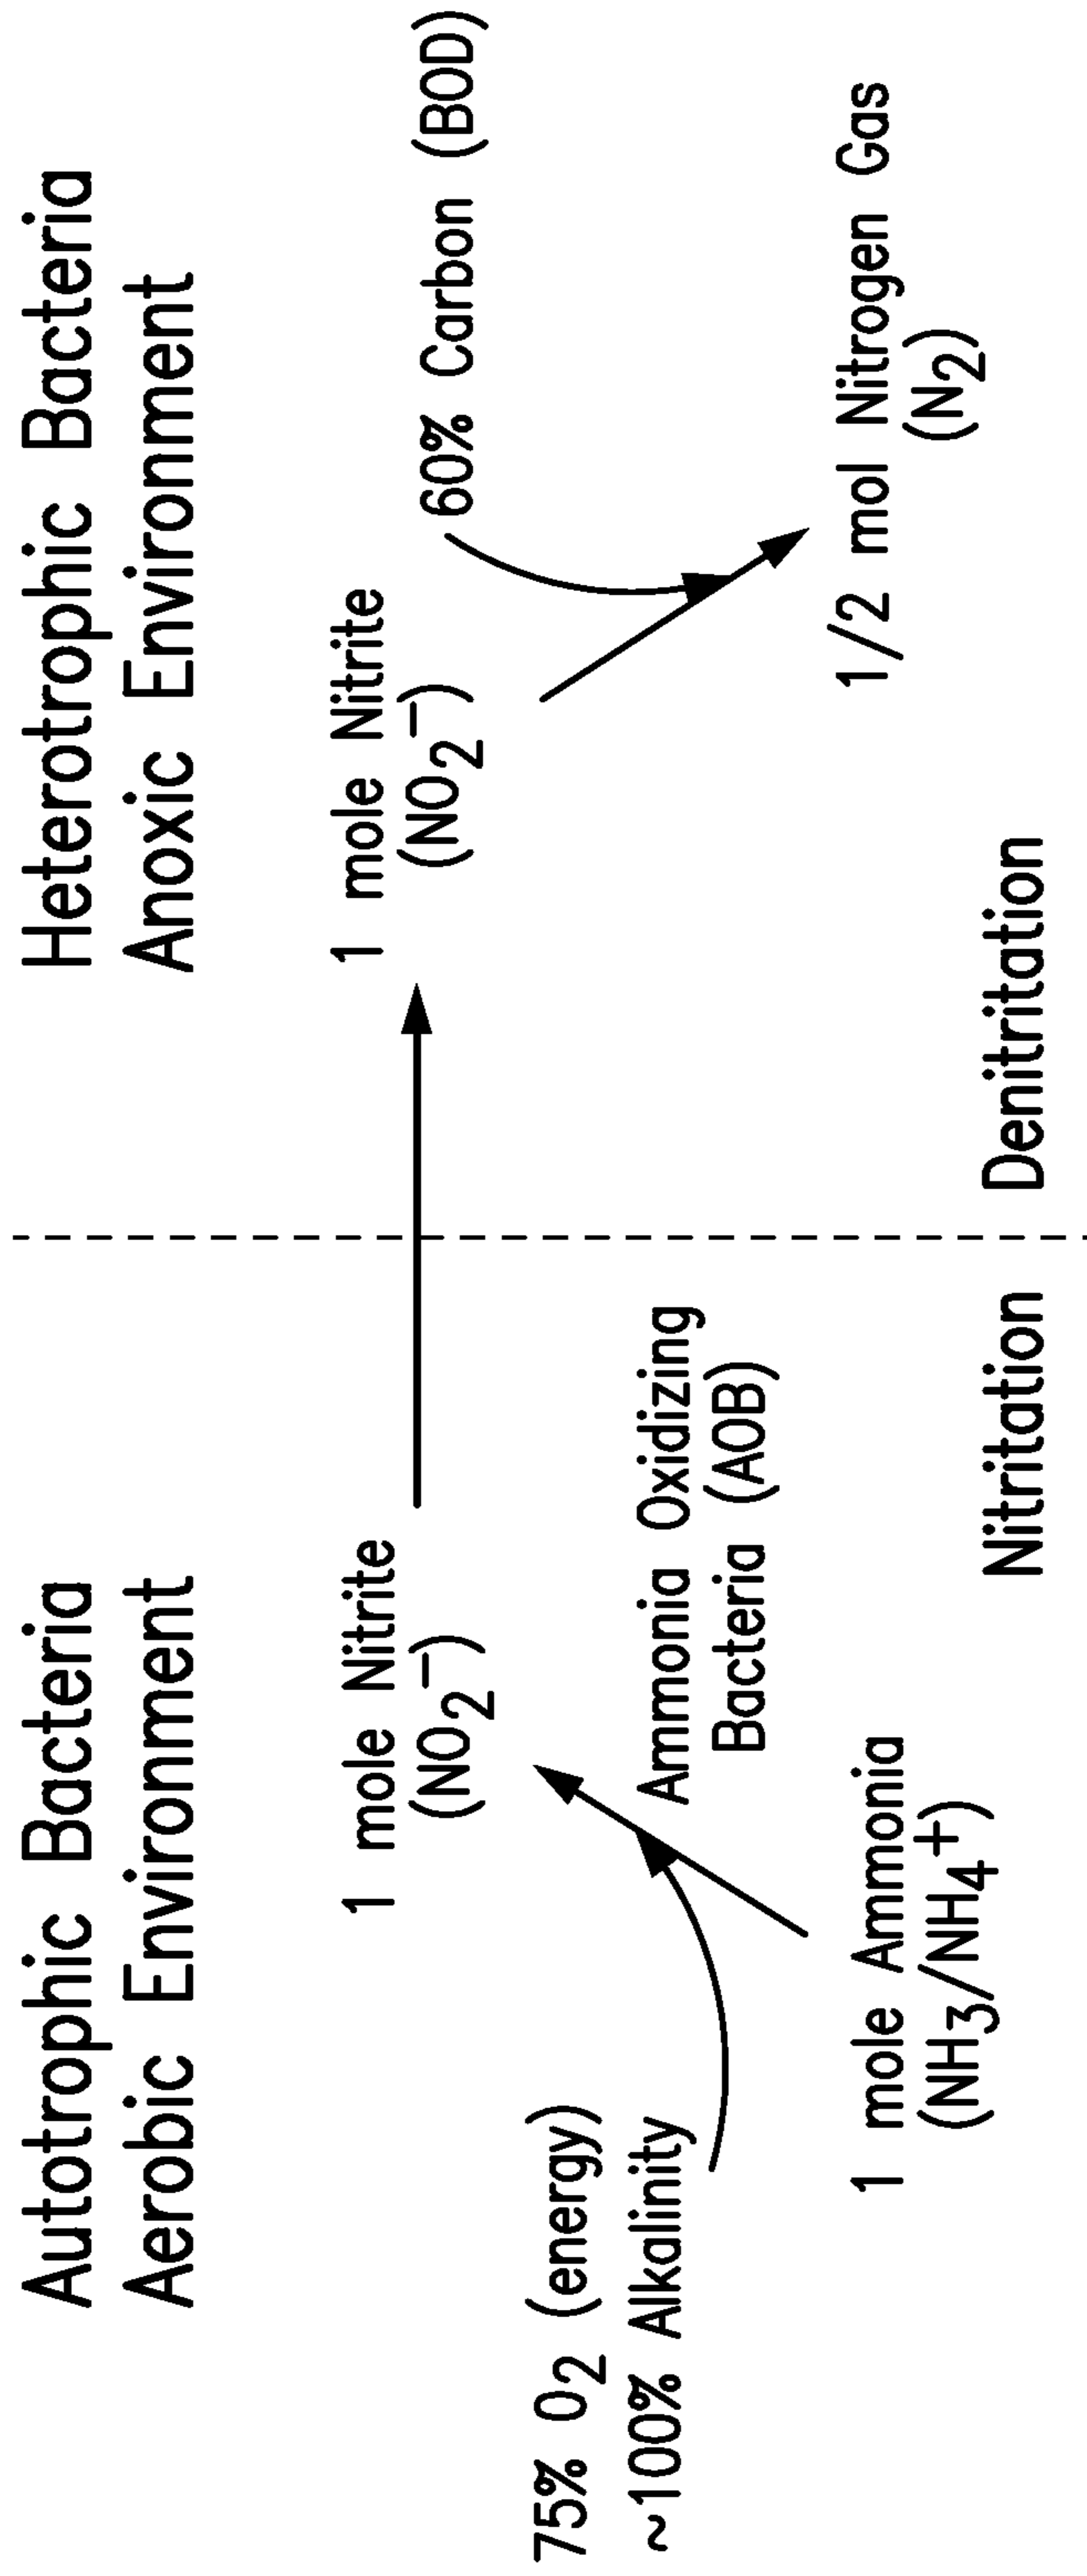 Autotrophic Bacteria
Aerobic Environment
Heterotrophic Bacteria
Anoxic Environment
1 mole Nitrite
(NO₂⁻)
1 mole Nitrite
(NO₂⁻)
75% O₂ (energy)
~100% Alkalinity
60% Carbon (BOD)
Ammonia Oxidizing
Bacteria (AOB)
1 mole Ammonia
(NH₃/NH₄⁺)
1/2 mol Nitrogen Gas
(N₂)
Nitritation
Denitritation